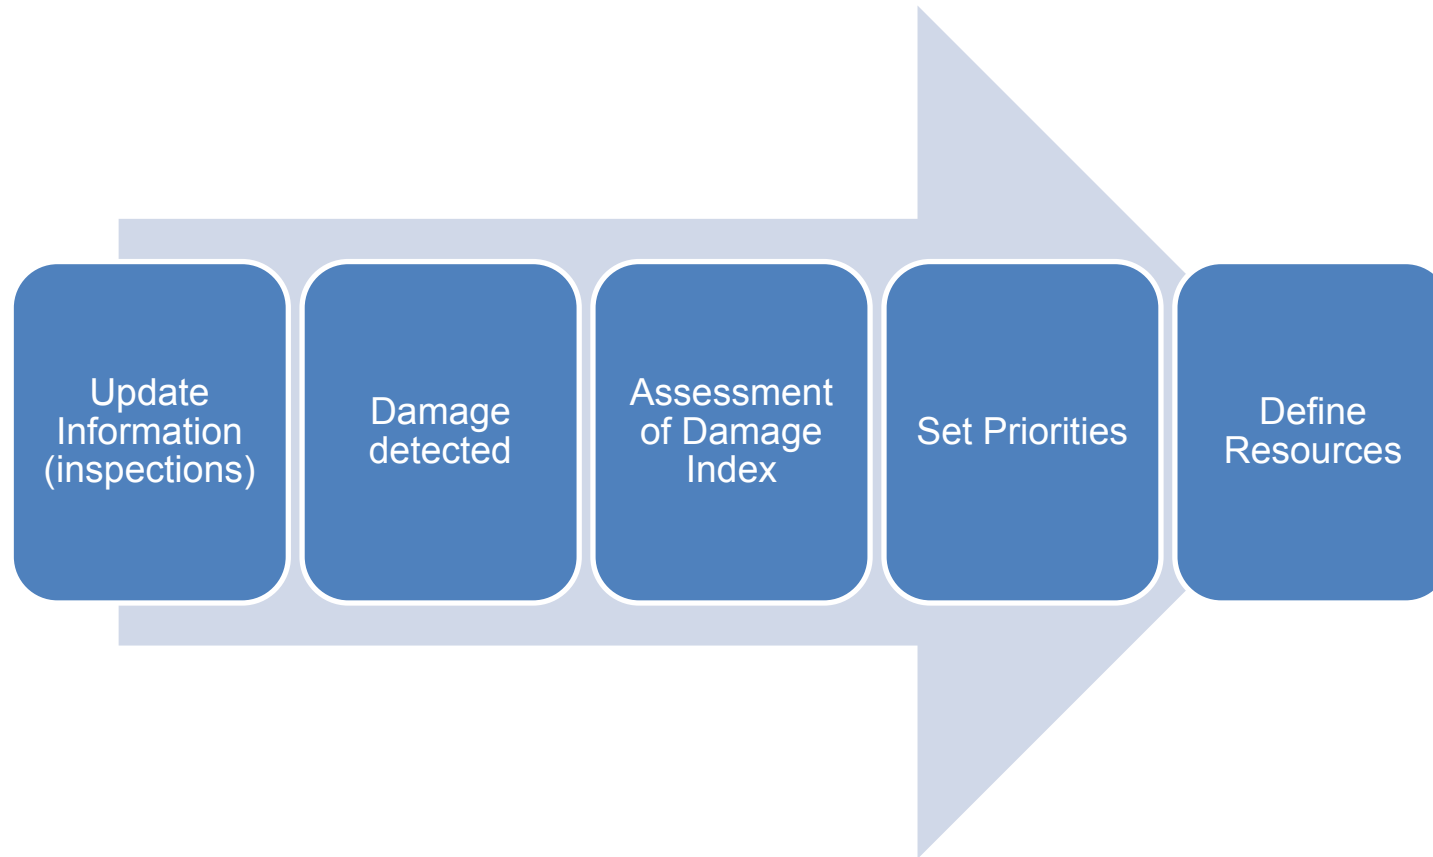 Update
Information
(inspections)
Damage
detected
Assessment
of Damage
Index
Set Priorities
Define
Resources